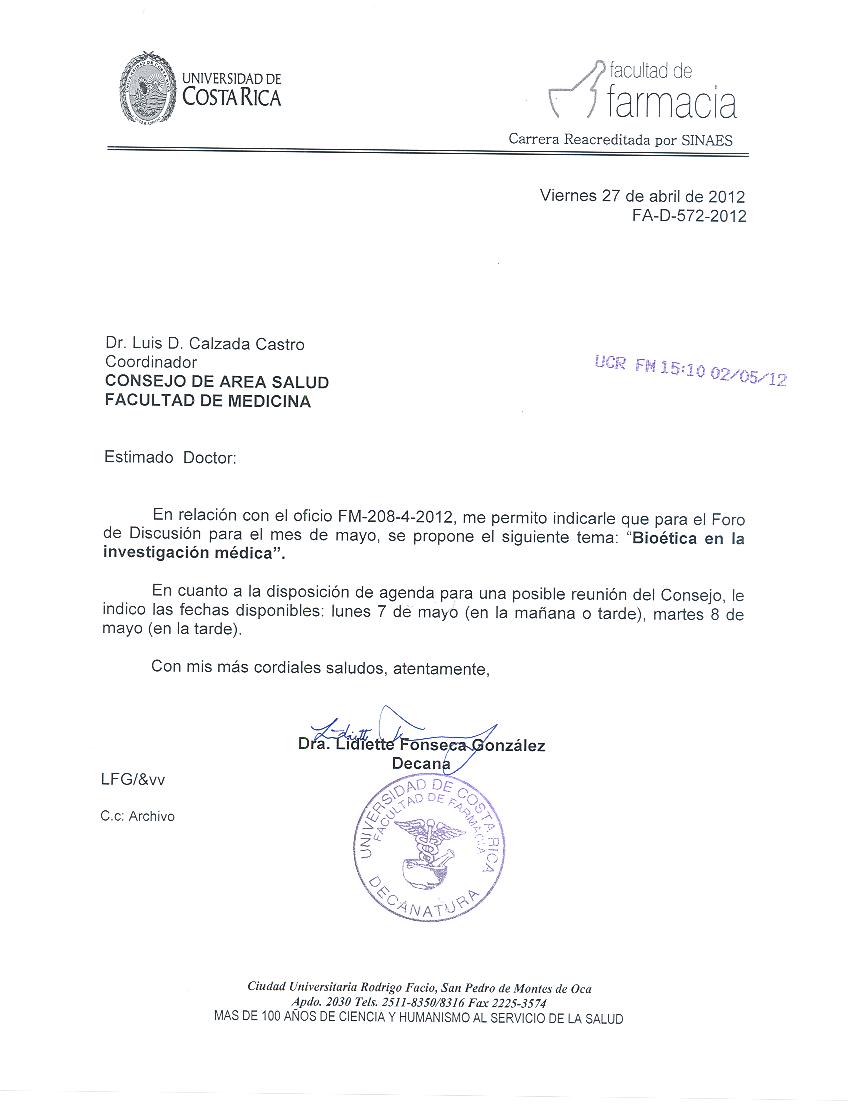 UNIVERSIDAD DE
COSTA RICA
facultad de
farmacia
Carrera Reacreditada por SINAES
Viernes 27 de abril de 2012
FA-D-572-2012
Dr. Luis D. Calzada Castro
Coordinador
CONSEJO DE AREA SALUD
FACULTAD DE MEDICINA
UCR FM 15:10 02/05/12
Estimado Doctor:
En relación con el oficio FM-208-4-2012, me permito indicarle que para el Foro
de Discusión para el mes de mayo, se propone el siguiente tema: "Bioética en la
investigación médica".
En cuanto a la disposición de agenda para una posible reunión del Consejo, le
indico las fechas disponibles: lunes 7 de mayo (en la mañana o tarde), martes 8 de
mayo (en la tarde).
Con mis más cordiales saludos, atentamente,
Lidiette
Dra. Lidiette Fonseca González
Decana
LFG/&vv
C.c: Archivo
UNIVERSIDAD DE COSTA RICA
FACULTAD DE FARMACIA
DECANATURA
Ciudad Universitaria Rodrigo Facio, San Pedro de Montes de Oca
Apdo. 2030 Tels. 2511-8350/8316 Fax 2225-3574
MAS DE 100 AÑOS DE CIENCIA Y HUMANISMO AL SERVICIO DE LA SALUD